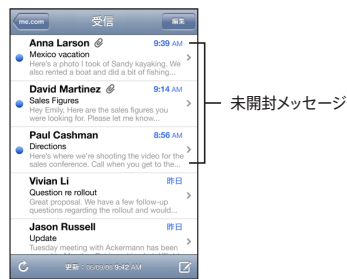 me.com 受信 編集
Anna Larson 9:39 AM
Mexico vacation
Here's a photo I took of Sandy kayaking. We
also rented a boat and did a bit of fishing...
David Martinez 9:14 AM
Sales Figures
Hey Emily, Here are the sales figures you
were looking for. Please let me know...
Paul Cashman 8:56 AM
Directions
Here's where we're shooting the video for the
sales conference. Call when you get to the...
未開封メッセージ
Vivian Li 昨日
Question re rollout
Great proposal. We have a few follow-up
questions regarding the rollout and would...
Jason Russell 昨日
Update
Tuesday meeting with Ackermann has been
更新: 9:42 AM